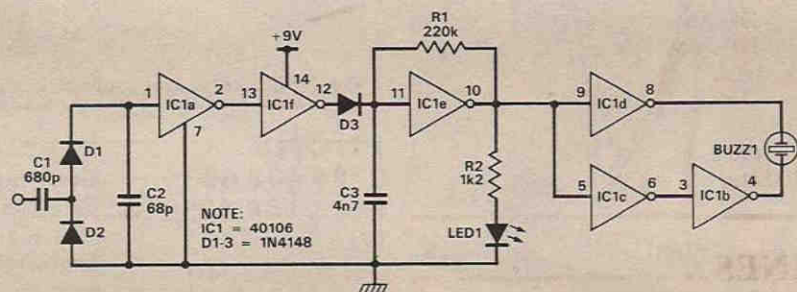 R1
220k
+9V
1
IC1a
2
13
IC1f
14
12
D3
11
IC1e
10
9
IC1d
8
7
D1
C1
680p
D2
C2
68p
C3
4n7
R2
1k2
LED1
5
IC1c
6
3
IC1b
4
BUZZ1
NOTE:
IC1 = 40106
D1-3 = 1N4148